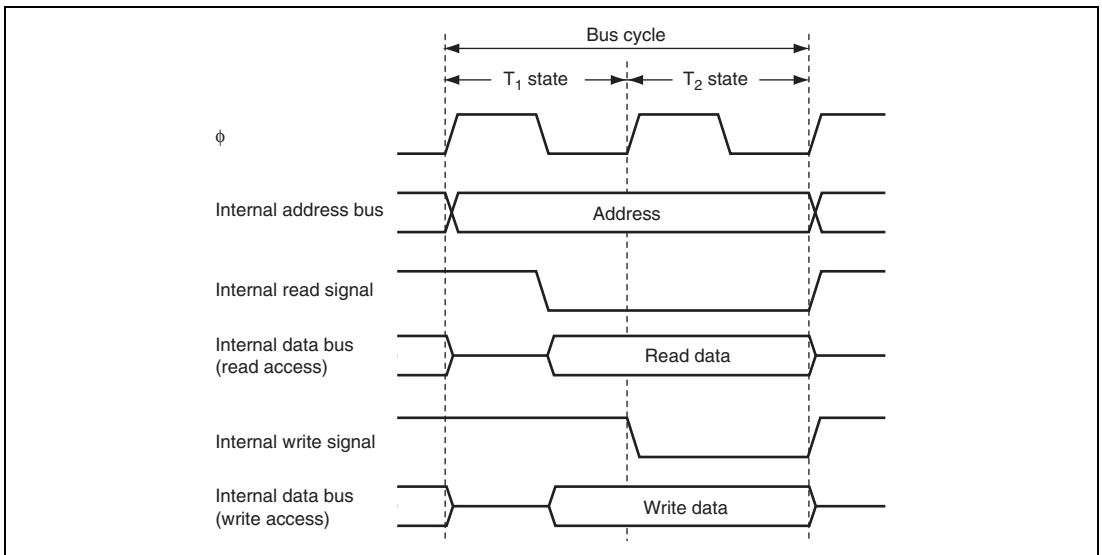 Bus cycle
T1 state
T2 state
ϕ
Internal address bus
Address
Internal read signal
Internal data bus
(read access)
Read data
Internal write signal
Internal data bus
(write access)
Write data